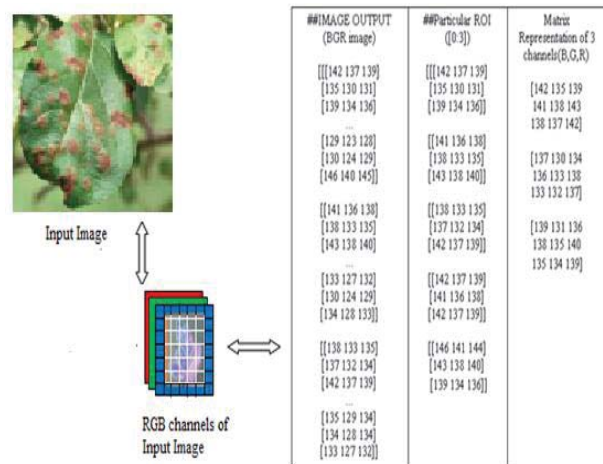 Input Image
RGB channels of
Input Image
##IMAGE OUTPUT
(BGR image)
[[[142 137 139]
[135 130 131]
[139 134 136]
...
[129 123 128]
[130 124 129]
[146 140 145]]
[[141 136 138]
[138 133 135]
[143 138 140]
...
[133 127 132]
[130 124 129]
[134 128 133]]
[[138 133 135]
[137 132 134]
[142 137 139]
...
[135 129 134]
[134 128 134]
[133 127 132]]
##Particular ROI
([0:3])
[[[142 137 139]
[135 130 131]
[139 134 136]]
[[141 136 138]
[138 133 135]
[143 138 140]]
[[138 133 135]
[137 132 134]
[142 137 139]]
[[142 137 139]
[141 136 138]
[142 137 139]]
[[146 141 144]
[143 138 140]
[139 134 136]]
Matrix
Representation of 3
channels(B,G,R)
[142 135 139
141 138 143
138 137 142]
[137 130 134
136 133 138
133 132 137]
[139 131 136
138 135 140
135 134 139]